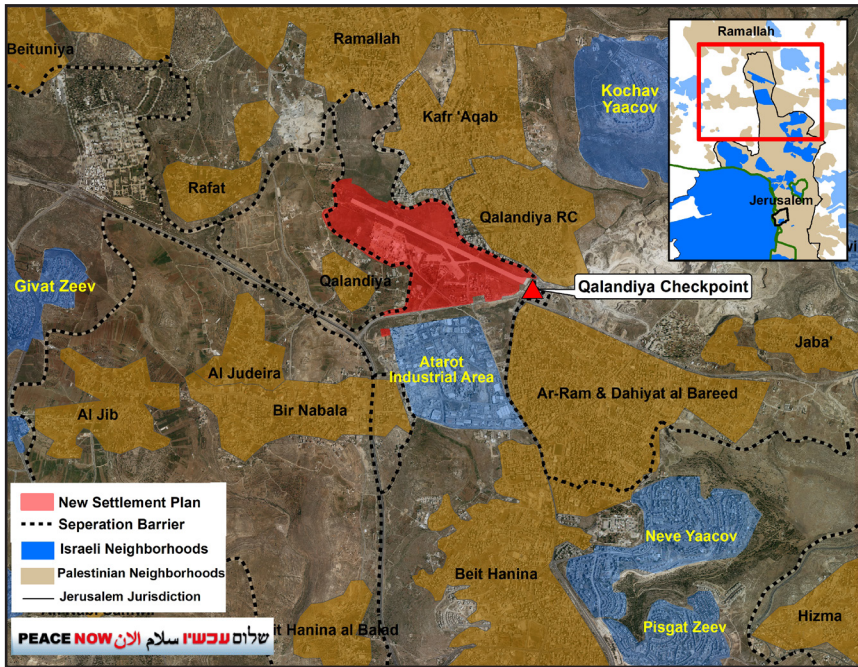 Ramallah
Beituniya
Ramallah
Kochav
Yaacov
Kafr 'Aqab
Rafat
Qalandiya RC
Jerusalem
Givat Zeev
Qalandiya
Qalandiya Checkpoint
Jaba'
Atarot
Industrial Area
Al Judeira
Ar-Ram & Dahiyat al Bareed
Al Jib
Bir Nabala
New Settlement Plan
Seperation Barrier
Israeli Neighborhoods
Palestinian Neighborhoods
Jerusalem Jurisdiction
Neve Yaacov
Beit Hanina
Hizma
Pisgat Zeev
it Hanina al Balad
PEACE NOW السلام الان שלום עכשיו